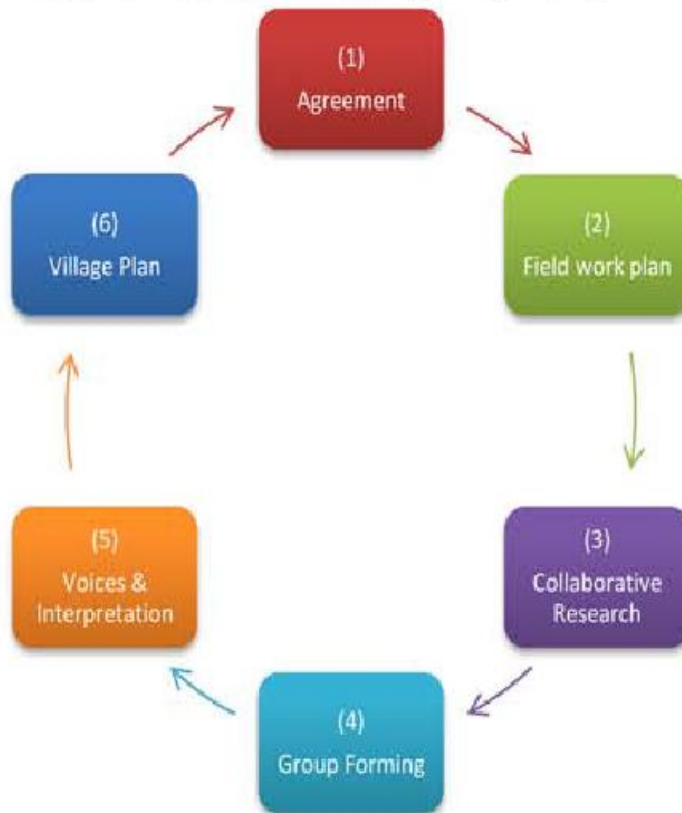 (1)
Agreement
(2)
Field work plan
(3)
Collaborative
Research
(4)
Group Forming
(5)
Voices &
Interpretation
(6)
Village Plan